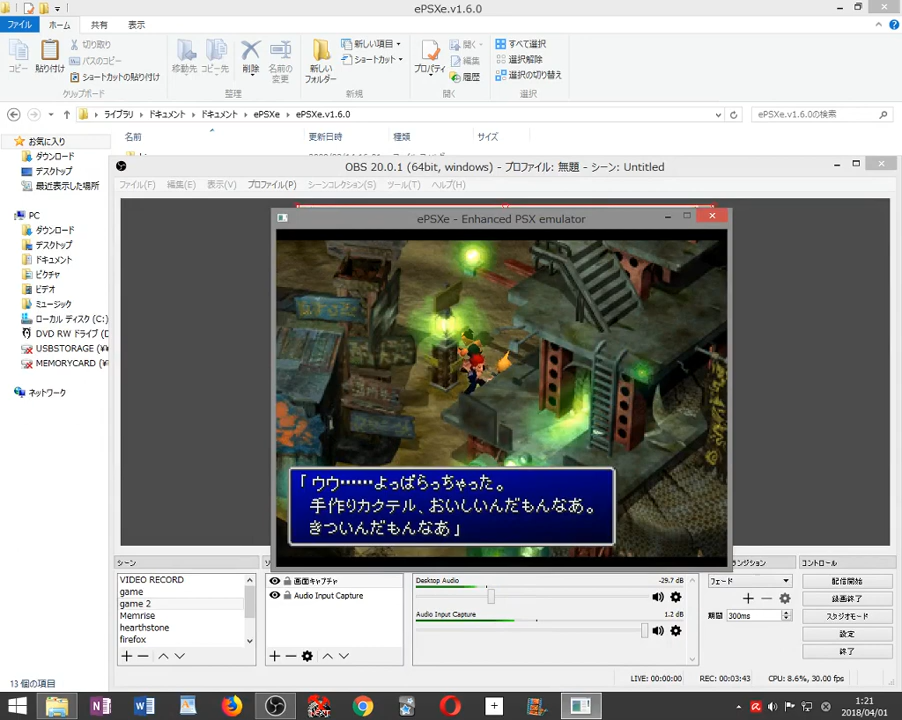 ePSXe.v1.6.0
ファイル ホーム 共有 表示
コピー 貼り付け 切り取り パスのコピー ショートカットの貼り付け
移動先 コピー先 削除 名前の変更
新しいフォルダー 新しい項目 ショートカット
プロパティ 開く 編集 履歴
すべて選択 選択解除 選択の切り替え
クリップボード 整理 新規 開く 選択
ライブラリ ドキュメント ドキュメント ePSXe ePSXe.v1.6.0
ePSXe.v1.6.0の検索
お気に入り
ダウンロード
デスクトップ
最近表示した場所
PC
ダウンロード
デスクトップ
ドキュメント
ピクチャ
ビデオ
ミュージック
ローカル ディスク (C:)
DVD RW ドライブ (D
USBSTORAGE (¥
MEMORYCARD (¥
ネットワーク
13 個の項目
名前 更新日時 種類 サイズ
OBS 20.0.1 (64bit, windows) - プロファイル: 無題 - シーン: Untitled
ファイル(F) 編集(E) 表示(V) プロファイル(P) シーンコレクション(S) ツール(T) ヘルプ(H)
ePSXe - Enhanced PSX emulator
「ウウ……よっぱらっちゃった。
手作りカクテル、おいしいんだもんなあ。
きついんだもんなあ」
シーン
VIDEO RECORD
game
game 2
Memrise
hearthstone
firefox
画面キャプチャ
Audio Input Capture
Desktop Audio -29.7 dB
Audio Input Capture 1.2 dB
ランジション
フェード
期間 300ms
コントロール
配信開始
録画終了
スタジオモード
設定
終了
LIVE: 00:00:00 REC: 00:03:43 CPU: 8.6%, 30.00 fps
1:21
2018/04/01